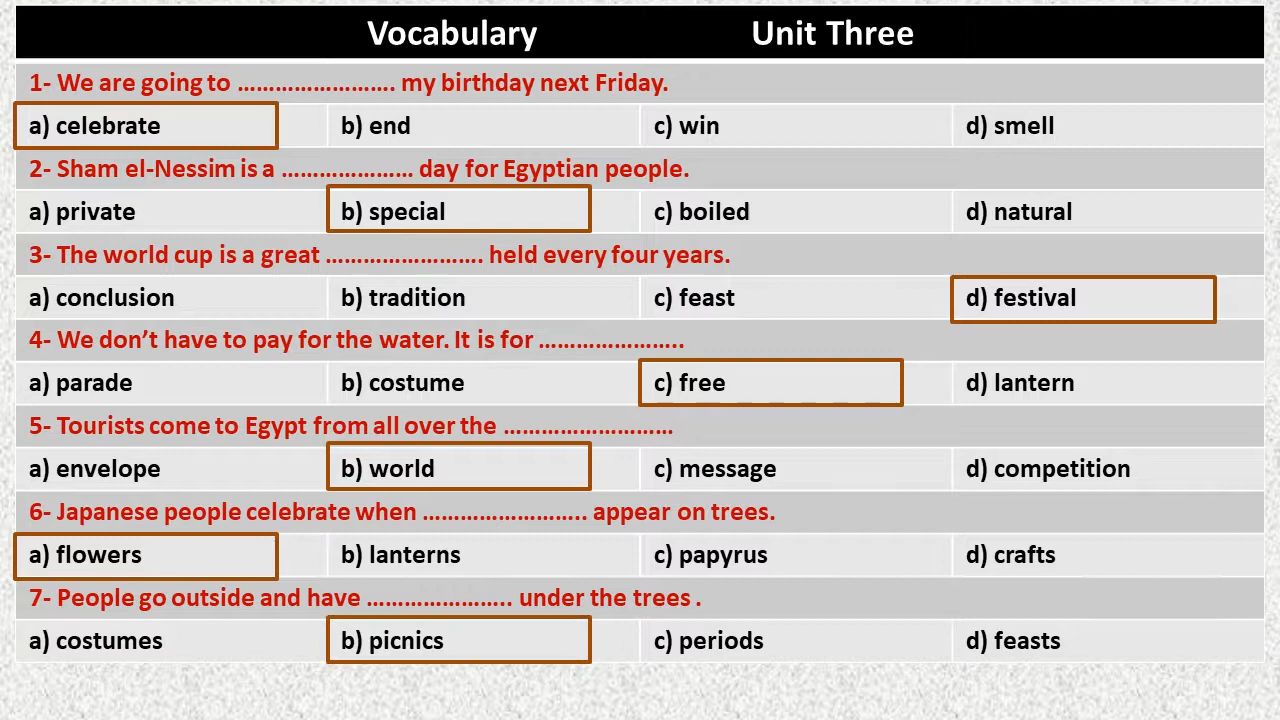 Vocabulary Unit Three
1- We are going to ……………………. my birthday next Friday.
a) celebrate b) end c) win d) smell
2- Sham el-Nessim is a ………………… day for Egyptian people.
a) private b) special c) boiled d) natural
3- The world cup is a great ……………………. held every four years.
a) conclusion b) tradition c) feast d) festival
4- We don’t have to pay for the water. It is for …………………..
a) parade b) costume c) free d) lantern
5- Tourists come to Egypt from all over the ………………………
a) envelope b) world c) message d) competition
6- Japanese people celebrate when …………………….. appear on trees.
a) flowers b) lanterns c) papyrus d) crafts
7- People go outside and have ………………….. under the trees .
a) costumes b) picnics c) periods d) feasts